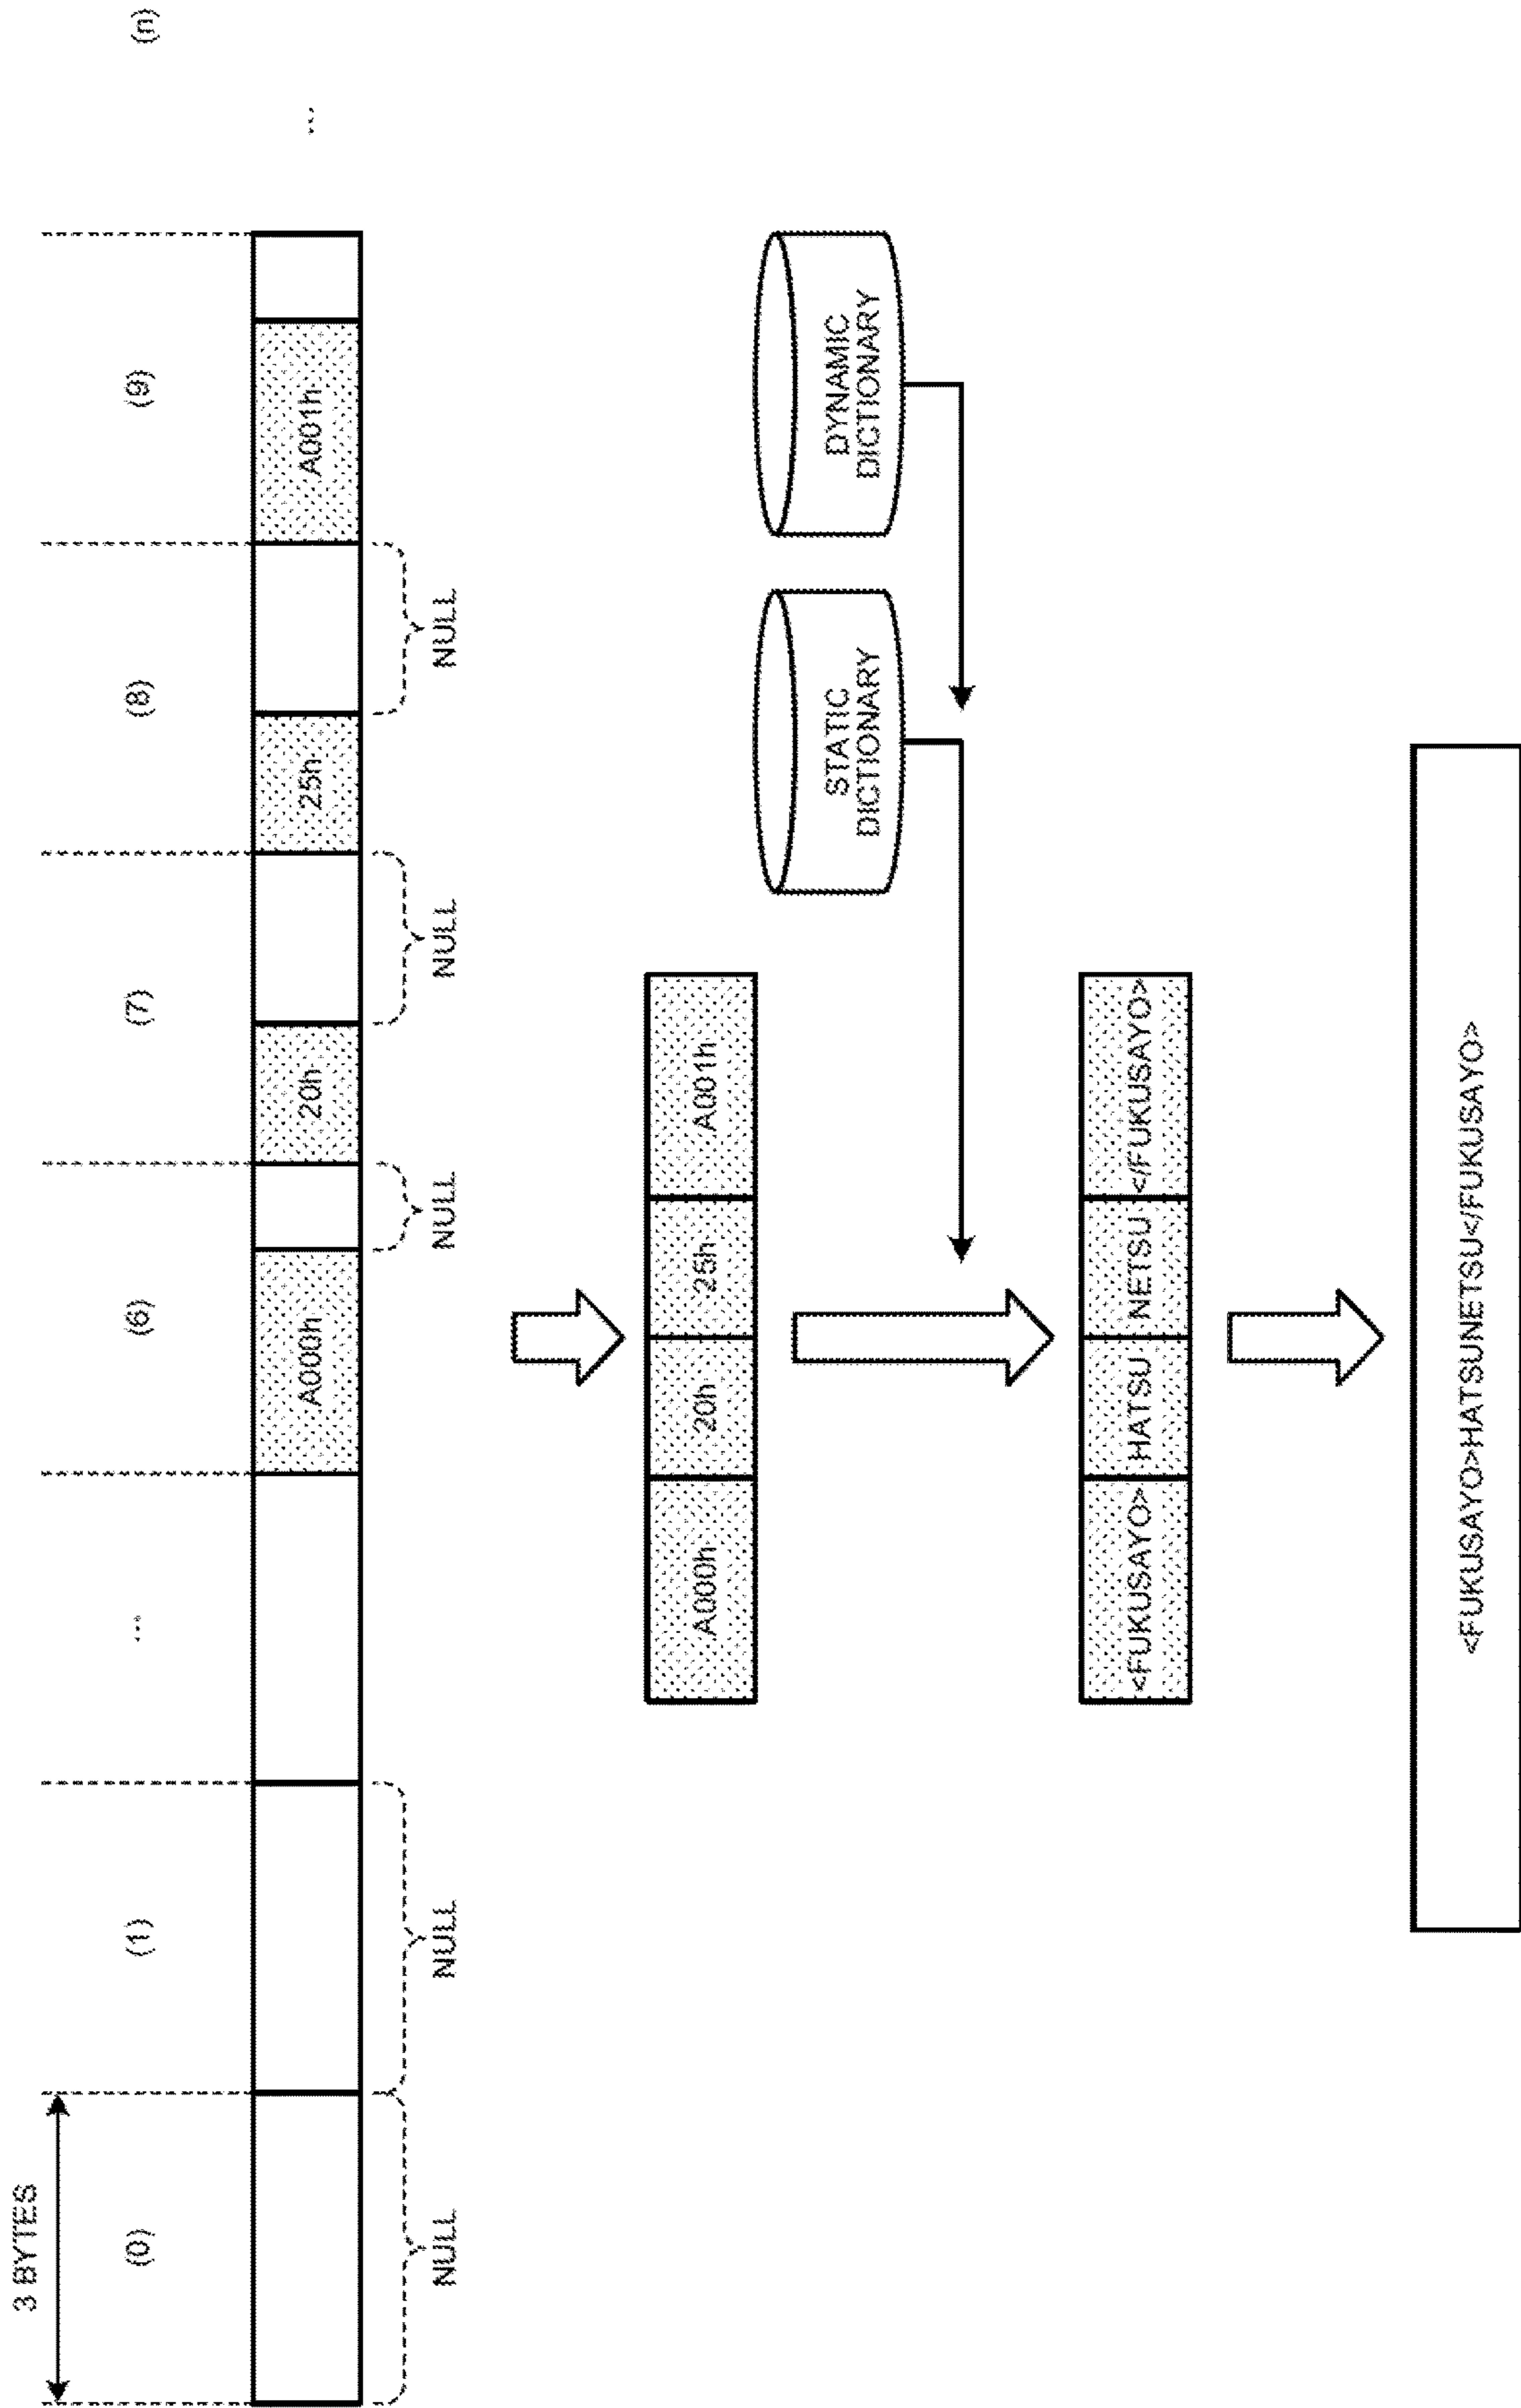 3 BYTES
(0) (1) ... (6) (7) (8) (9) (n)
A000h 20h 25h A001h ...
NULL NULL NULL NULL NULL
A000h 20h 25h A001h
STATIC
DICTIONARY
DYNAMIC
DICTIONARY
<FUKUSAYO> HATSU NETSU </FUKUSAYO>
<FUKUSAYO>HATSUNETSU</FUKUSAYO>